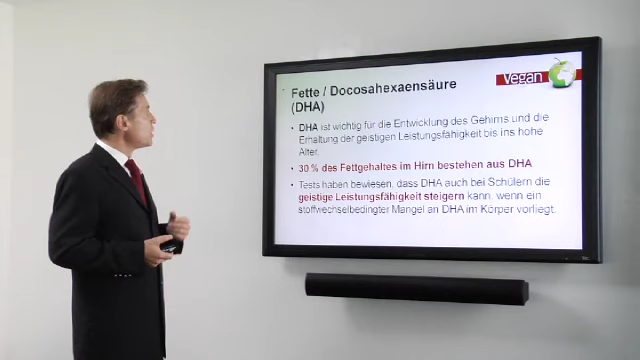 Fette / Docosahexaensäure
(DHA)
Vegan
• DHA ist wichtig für die Entwicklung des Gehirns und die
Erhaltung der geistigen Leistungsfähigkeit bis ins hohe
Alter.
• 30 % des Fettgehaltes im Hirn bestehen aus DHA
• Tests haben bewiesen, dass DHA auch bei Schülern die
geistige Leistungsfähigkeit steigern kann, wenn ein
stoffwechselbedingter Mangel an DHA im Körper vorliegt.